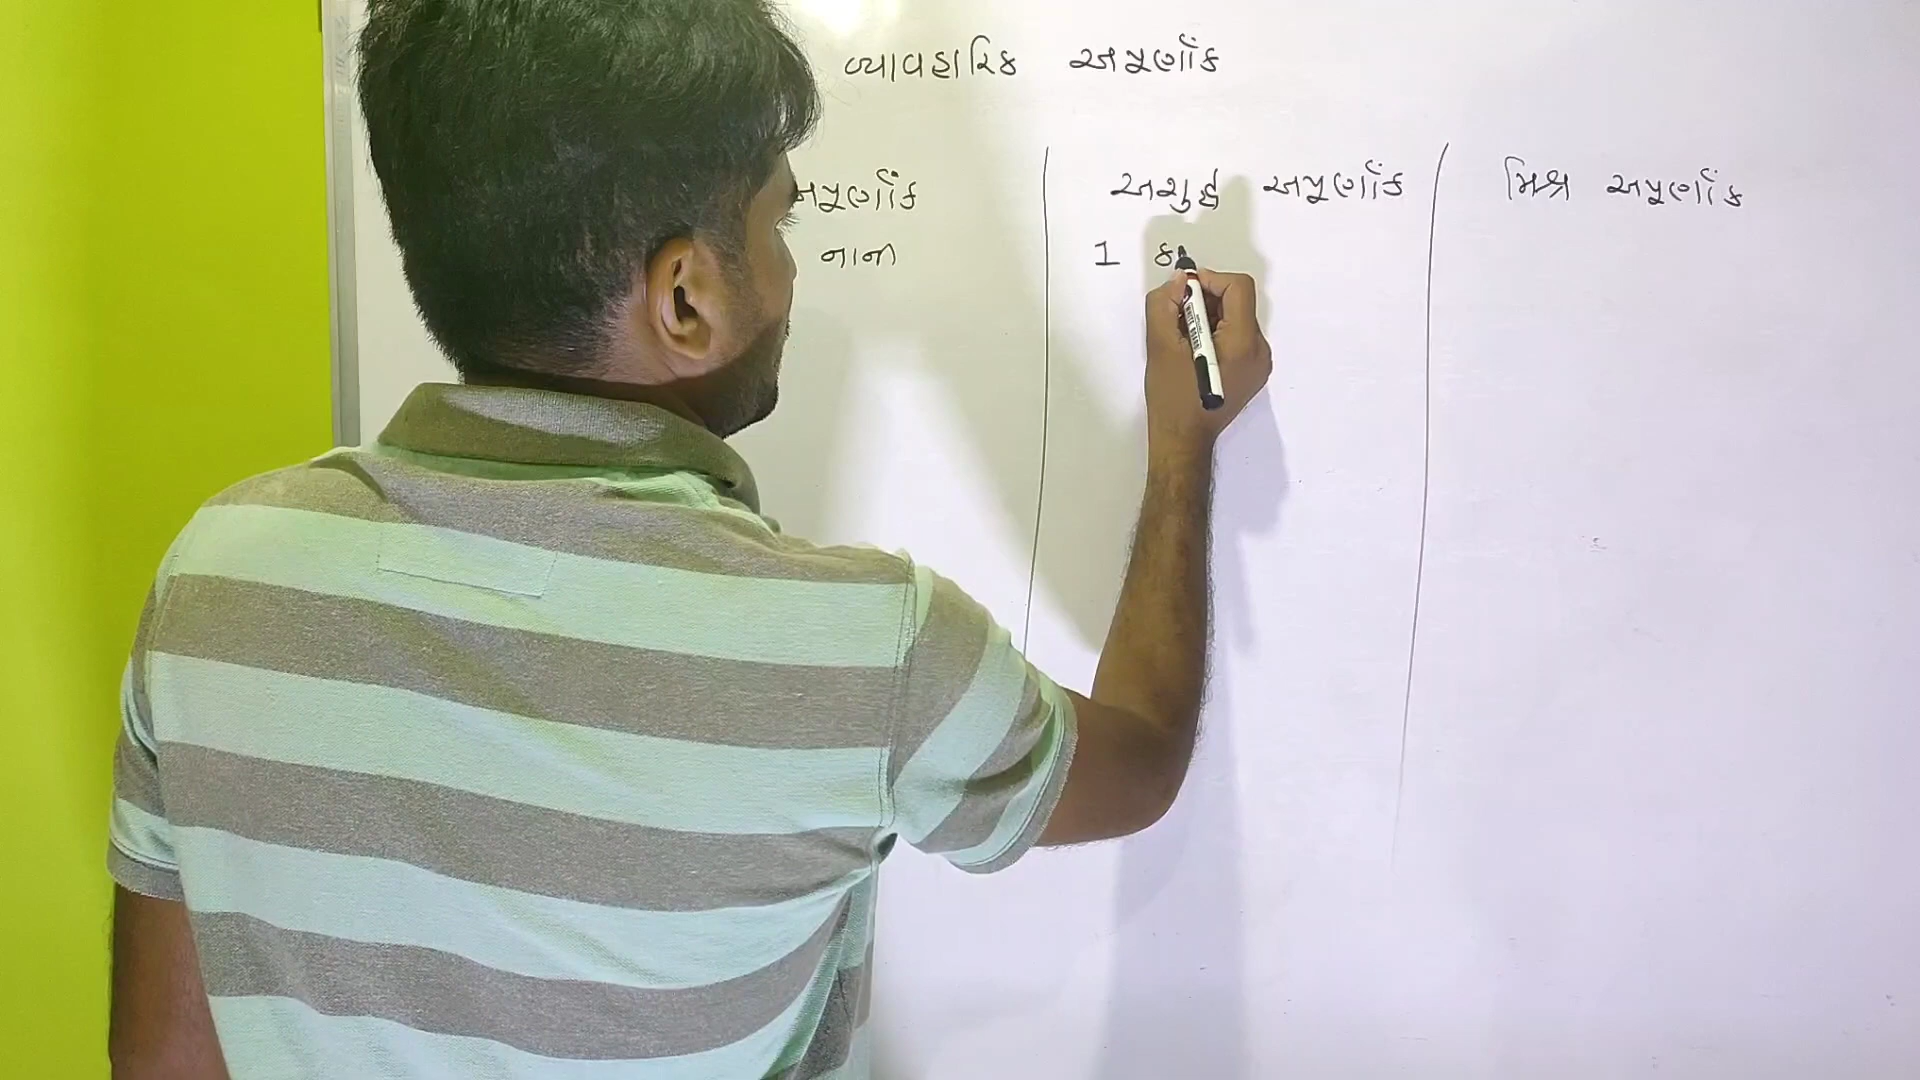 વ્યાવહારિક અપૂર્ણાંક
અપૂર્ણાંક અશુદ્ધ અપૂર્ણાંક મિશ્ર અપૂર્ણાંક
નાના 1 ક